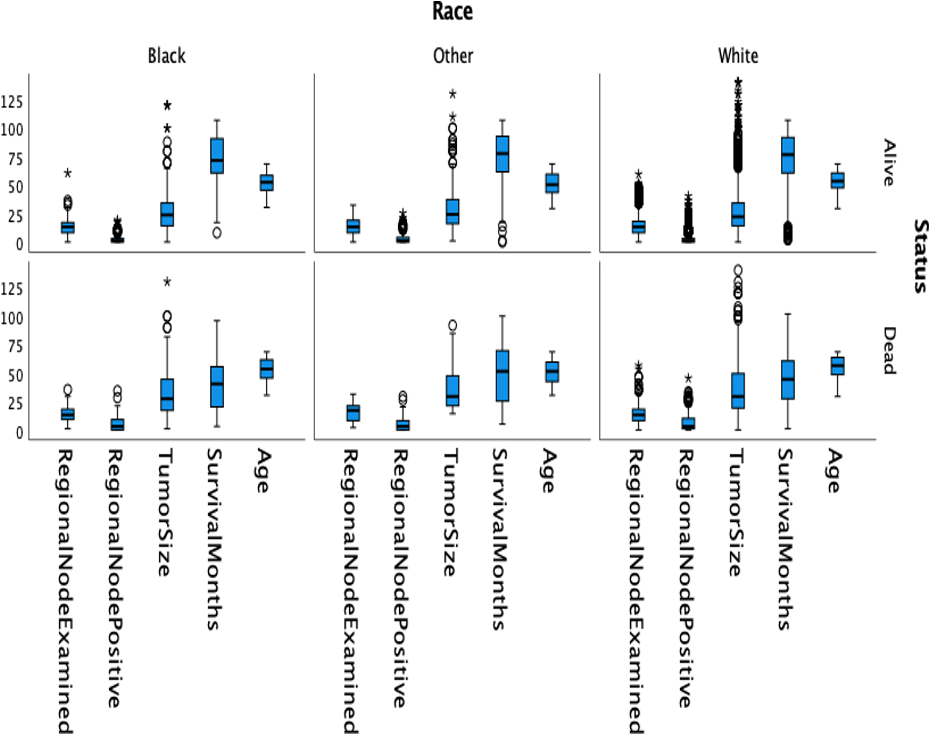 Race
Black Other White
125
100
75
50
25
0
Alive
125
100
75
50
25
0
Dead
Status
RegionalNodeExamined
RegionalNodePositive
TumorSize
SurvivalMonths
Age
RegionalNodeExamined
RegionalNodePositive
TumorSize
SurvivalMonths
Age
RegionalNodeExamined
RegionalNodePositive
TumorSize
SurvivalMonths
Age